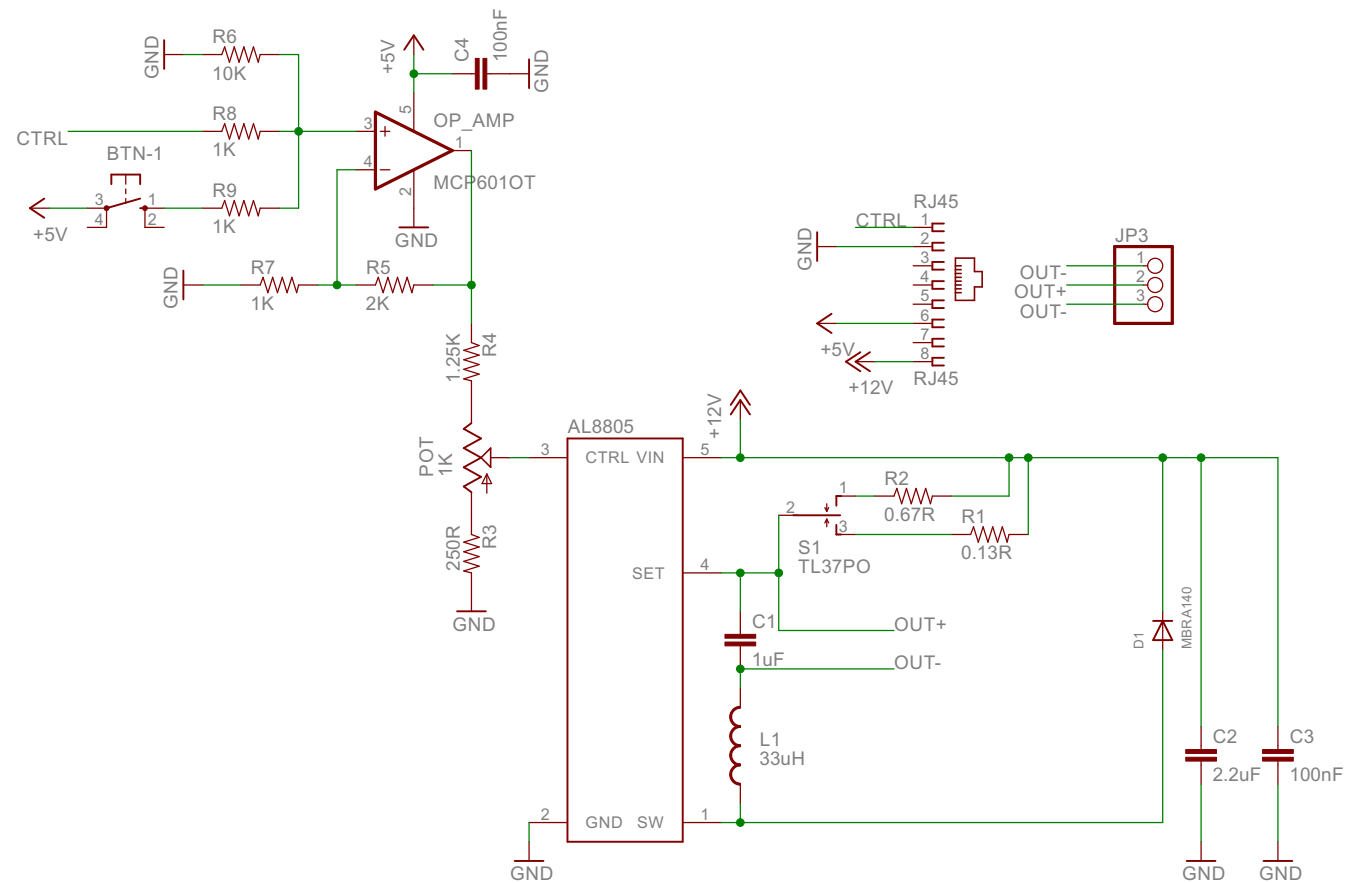 GND
R6
10K
CTRL
R8
1K
BTN-1
3
1
4
2
+5V
R9
1K
+5V
C4
100nF
GND
5
3
4
1
2
OP_AMP
MCP601OT
GND
GND
R7
1K
R5
2K
1.25K
R4
POT
1K
250R
R3
GND
RJ45
CTRL
1
GND
2
3
4
5
6
+5V
7
8
+12V
RJ45
JP3
OUT-
1
OUT+
2
OUT-
3
AL8805
+12V
3
CTRL VIN
5
SET
4
2
GND SW
1
GND
2
1
3
S1
TL37PO
R2
0.67R
R1
0.13R
C1
1uF
OUT+
OUT-
L1
33uH
D1
MBRA140
C2
2.2uF
GND
C3
100nF
GND